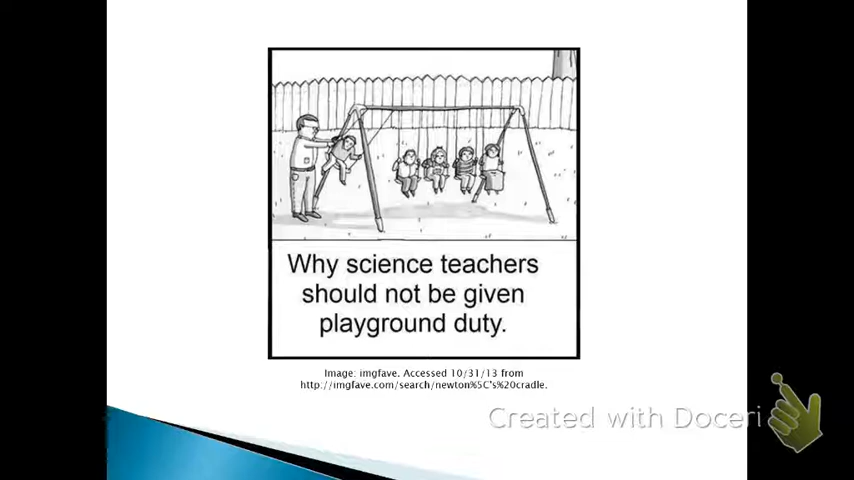 Why science teachers
should not be given
playground duty.
Image: imgfave. Accessed 10/31/13 from
http://imgfave.com/search/newton%5C's%20cradle.
Created with Doceri